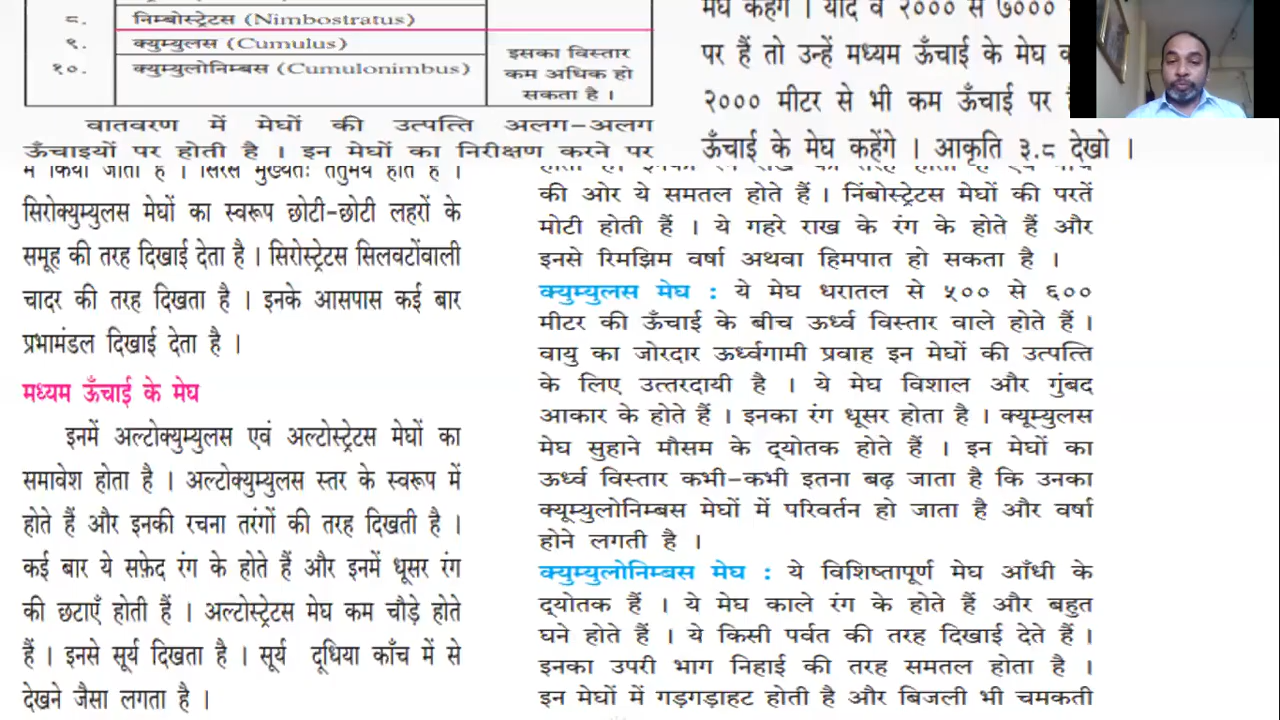 ८. निम्बोस्ट्रेटस (Nimbostratus)
९. क्युम्युलस (Cumulus)
१०. क्युम्युलोनिम्बस (Cumulonimbus)
इसका विस्तार
कम अधिक हो
सकता है ।
वातवरण में मेघों की उत्पत्ति अलग-अलग
ऊँचाइयों पर होती है । इन मेघों का निरीक्षण करने पर
मेघ कहेंगे । यदि वे २००० से ७०००
पर हैं तो उन्हें मध्यम ऊँचाई के मेघ
२००० मीटर से भी कम ऊँचाई पर
ऊँचाई के मेघ कहेंगे । आकृति ३.८ देखो ।
में किया जाता है । सिरस मुख्यतः तंतुमय होते हैं ।
सिरोक्युम्युलस मेघों का स्वरूप छोटी-छोटी लहरों के
समूह की तरह दिखाई देता है । सिरोस्ट्रेटस सिलवटोंवाली
चादर की तरह दिखता है । इनके आसपास कई बार
प्रभामंडल दिखाई देता है ।
मध्यम ऊँचाई के मेघ
इनमें अल्टोक्युम्युलस एवं अल्टोस्ट्रेटस मेघों का
समावेश होता है । अल्टोक्युम्युलस स्तर के स्वरूप में
होते हैं और इनकी रचना तरंगों की तरह दिखती है ।
कई बार ये सफ़ेद रंग के होते हैं और इनमें धूसर रंग
की छटाएँ होती हैं । अल्टोस्ट्रेटस मेघ कम चौड़े होते
हैं । इनसे सूर्य दिखता है । सूर्य दूधिया काँच में से
देखने जैसा लगता है ।
की ओर ये समतल होते हैं । निंबोस्ट्रेटस मेघों की परतें
मोटी होती हैं । ये गहरे राख के रंग के होते हैं और
इनसे रिमझिम वर्षा अथवा हिमपात हो सकता है ।
क्युम्युलस मेघ : ये मेघ धरातल से ५०० से ६००
मीटर की ऊँचाई के बीच ऊर्ध्व विस्तार वाले होते हैं ।
वायु का जोरदार ऊर्ध्वगामी प्रवाह इन मेघों की उत्पत्ति
के लिए उत्तरदायी है । ये मेघ विशाल और गुंबद
आकार के होते हैं । इनका रंग धूसर होता है । क्यूम्युलस
मेघ सुहाने मौसम के द्योतक होते हैं । इन मेघों का
ऊर्ध्व विस्तार कभी-कभी इतना बढ़ जाता है कि उनका
क्यूम्युलोनिम्बस मेघों में परिवर्तन हो जाता है और वर्षा
होने लगती है ।
क्युम्युलोनिम्बस मेघ : ये विशिष्तापूर्ण मेघ आँधी के
द्योतक हैं । ये मेघ काले रंग के होते हैं और बहुत
घने होते हैं । ये किसी पर्वत की तरह दिखाई देते हैं ।
इनका उपरी भाग निहाई की तरह समतल होता है ।
इन मेघों में गड़गड़ाहट होती है और बिजली भी चमकती